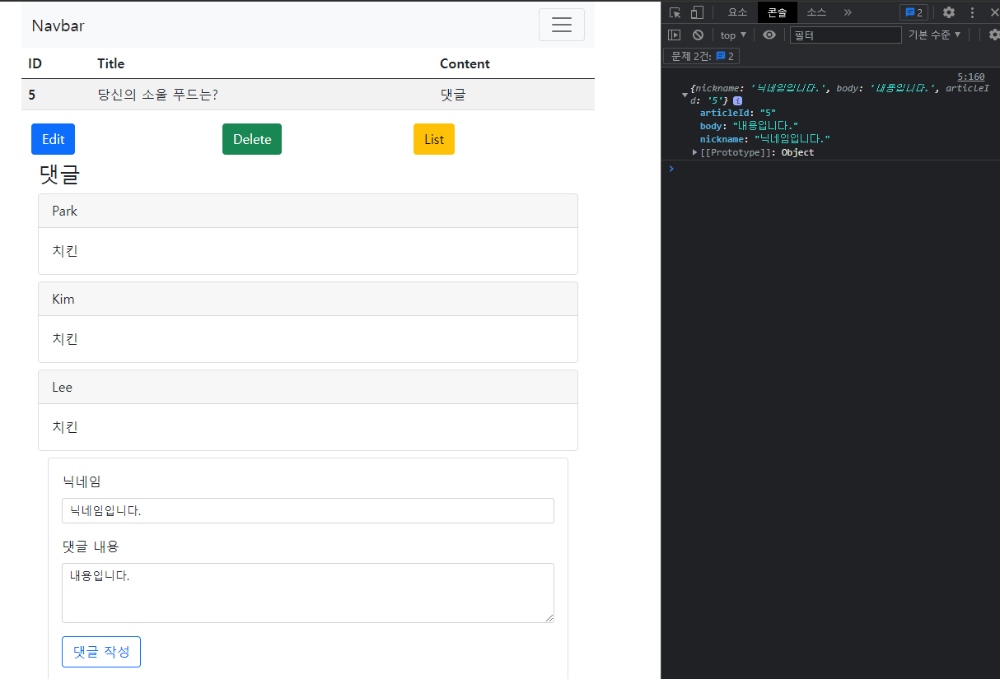 Navbar
ID Title Content
5 당신의 소울 푸드는? 댓글
Edit Delete List
댓글
Park
치킨
Kim
치킨
Lee
치킨
닉네임
닉네임입니다.
댓글 내용
내용입니다.
댓글 작성
요소 콘솔 소스 » 2
top ▼ 필터 기본 수준 ▼
문제 2건: 2
5:160
{nickname: '닉네임입니다.', body: '내용입니다.', articleI
d: '5'} i
articleId: "5"
body: "내용입니다."
nickname: "닉네임입니다."
[[Prototype]]: Object